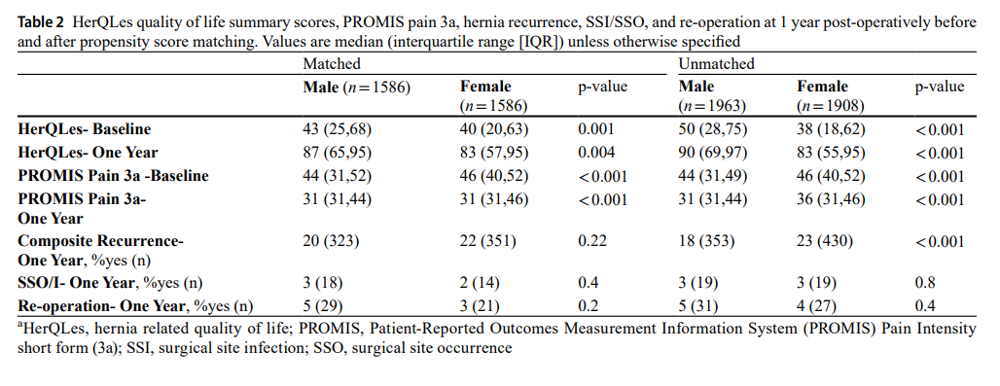 Table 2 HerQLes quality of life summary scores, PROMIS pain 3a, hernia recurrence, SSI/SSO, and re-operation at 1 year post-operatively before
and after propensity score matching. Values are median (interquartile range [IQR]) unless otherwise specified
Matched Unmatched
Male (n=1586) Female p-value Male Female p-value
(n=1586) (n=1963) (n=1908)
HerQLes- Baseline 43 (25,68) 40 (20,63) 0.001 50 (28,75) 38 (18,62) <0.001
HerQLes- One Year 87 (65,95) 83 (57,95) 0.004 90 (69,97) 83 (55,95) <0.001
PROMIS Pain 3a -Baseline 44 (31,52) 46 (40,52) <0.001 44 (31,49) 46 (40,52) <0.001
PROMIS Pain 3a- 31 (31,44) 31 (31,46) <0.001 31 (31,44) 36 (31,46) <0.001
One Year
Composite Recurrence- 20 (323) 22 (351) 0.22 18 (353) 23 (430) <0.001
One Year, %yes (n)
SSO/I- One Year, %yes (n) 3 (18) 2 (14) 0.4 3 (19) 3 (19) 0.8
Re-operation- One Year, %yes (n) 5 (29) 3 (21) 0.2 5 (31) 4 (27) 0.4
aHerQLes, hernia related quality of life; PROMIS, Patient-Reported Outcomes Measurement Information System (PROMIS) Pain Intensity
short form (3a); SSI, surgical site infection; SSO, surgical site occurrence